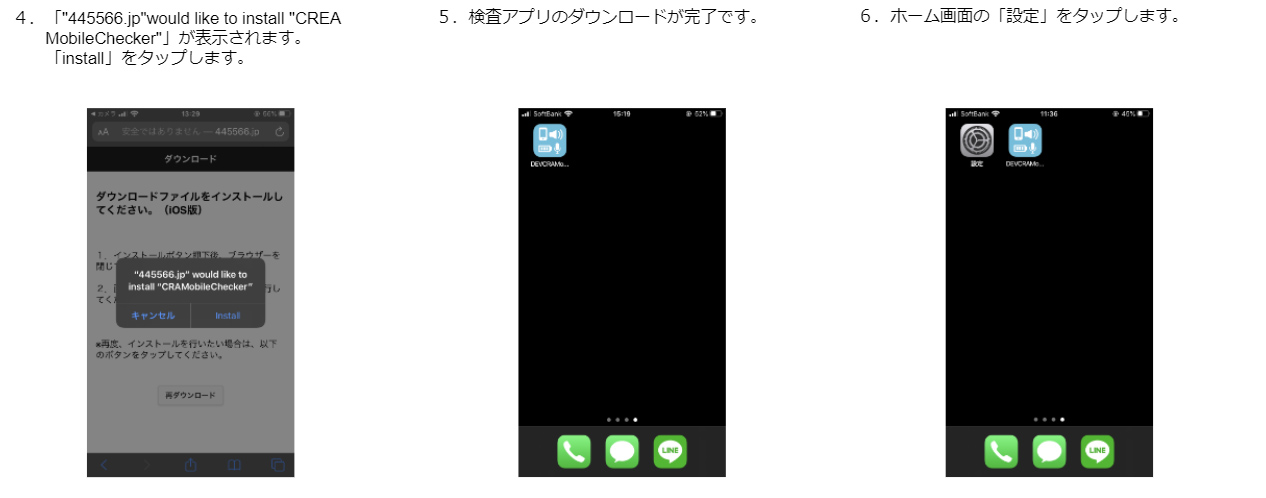 ４．「"445566.jp"would like to install "CREA
MobileChecker"」が表示されます。
「install」をタップします。
５．検査アプリのダウンロードが完了です。
６．ホーム画面の「設定」をタップします。
カメラ 13:29 56%
AA 安全ではありません — 445566.jp
ダウンロード
ダウンロードファイルをインストールし
てください。（iOS版）
１．インストールボタン押下後、ブラウザーを
閉じ
"445566.jp" would like to
install "CRAMobileChecker"
２．
行し
てく
キャンセル Install
※再度、インストールを行いたい場合は、以下
のボタンをタップしてください。
再ダウンロード
SoftBank 15:19 52%
DEVCRAMo...
LINE
SoftBank 11:36 45%
設定 DEVCRAMo...
LINE